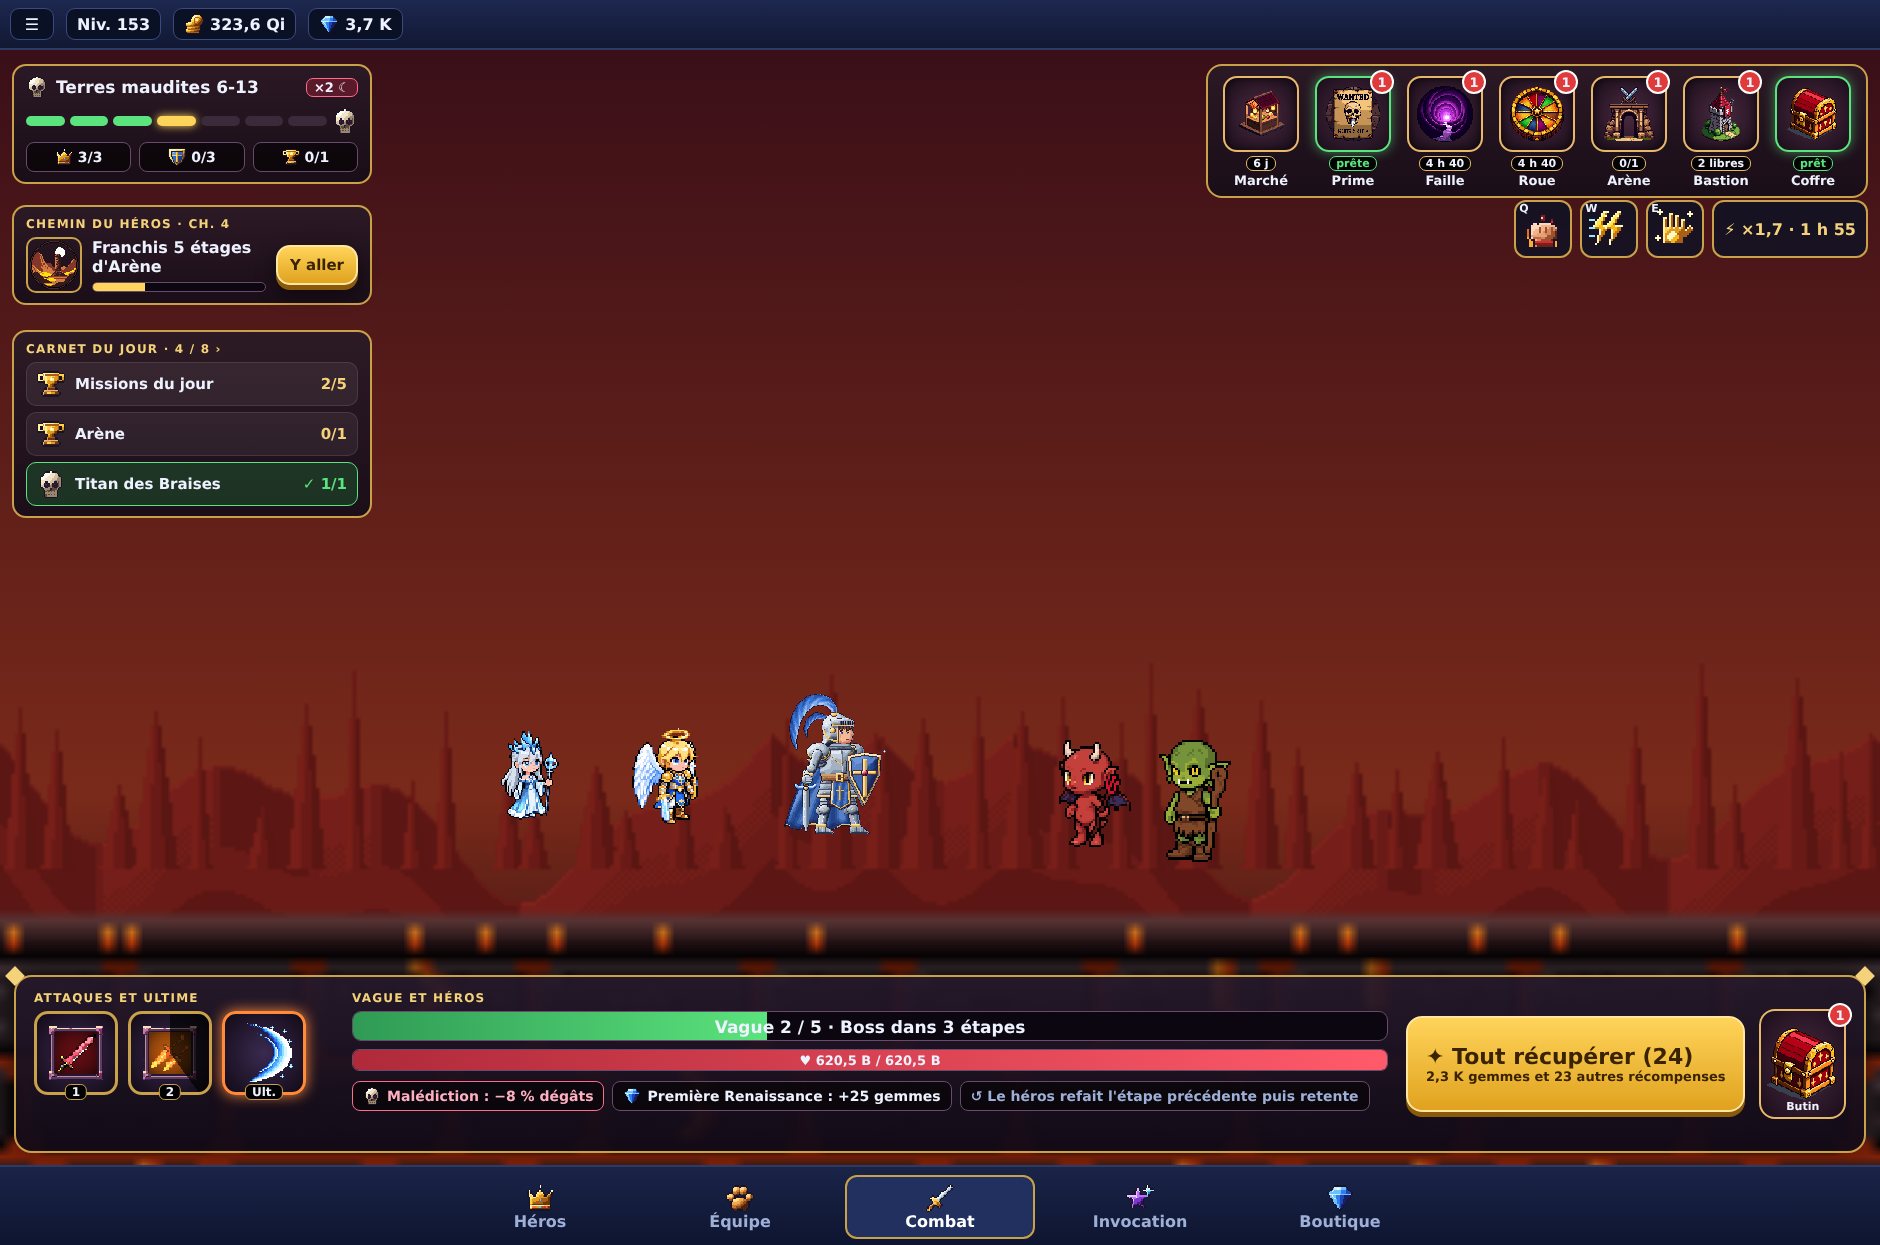 ☰ Niv. 153 323,6 Qi 3,7 K
Terres maudites 6-13 ×2 ☾
3/3 0/3 0/1
CHEMIN DU HÉROS · CH. 4
Franchis 5 étages
d'Arène
Y aller
CARNET DU JOUR · 4 / 8 ›
Missions du jour 2/5
Arène 0/1
Titan des Braises ✓ 1/1
1 1 1 1 1
WANTED
6 j prête 4 h 40 4 h 40 0/1 2 libres prêt
Marché Prime Faille Roue Arène Bastion Coffre
Q W E ⚡ ×1,7 · 1 h 55
ATTAQUES ET ULTIME
1 2 Ult.
VAGUE ET HÉROS
Vague 2 / 5 · Boss dans 3 étapes
♥ 620,5 B / 620,5 B
Malédiction : −8 % dégâts Première Renaissance : +25 gemmes ↺ Le héros refait l'étape précédente puis retente
✦ Tout récupérer (24)
2,3 K gemmes et 23 autres récompenses
1
Butin
Héros Équipe Combat Invocation Boutique